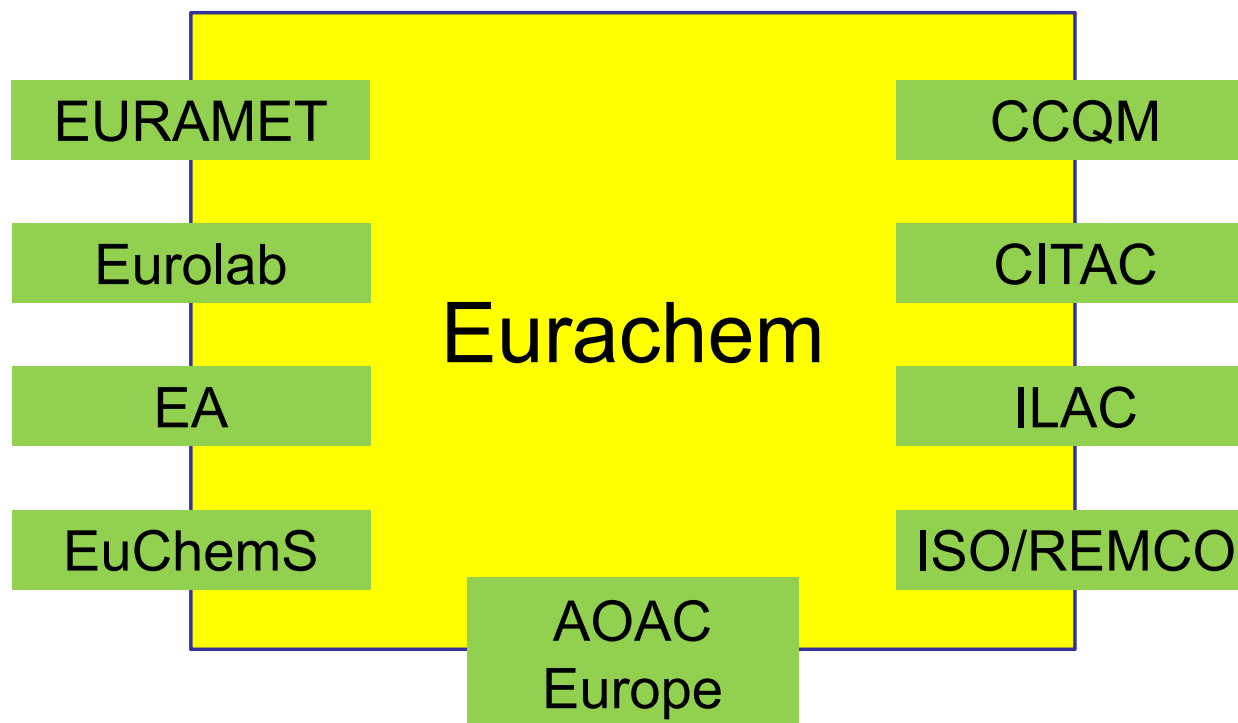 EURAMET
Eurolab
EA
EuChemS
Eurachem
CCQM
CITAC
ILAC
ISO/REMCO
AOAC
Europe